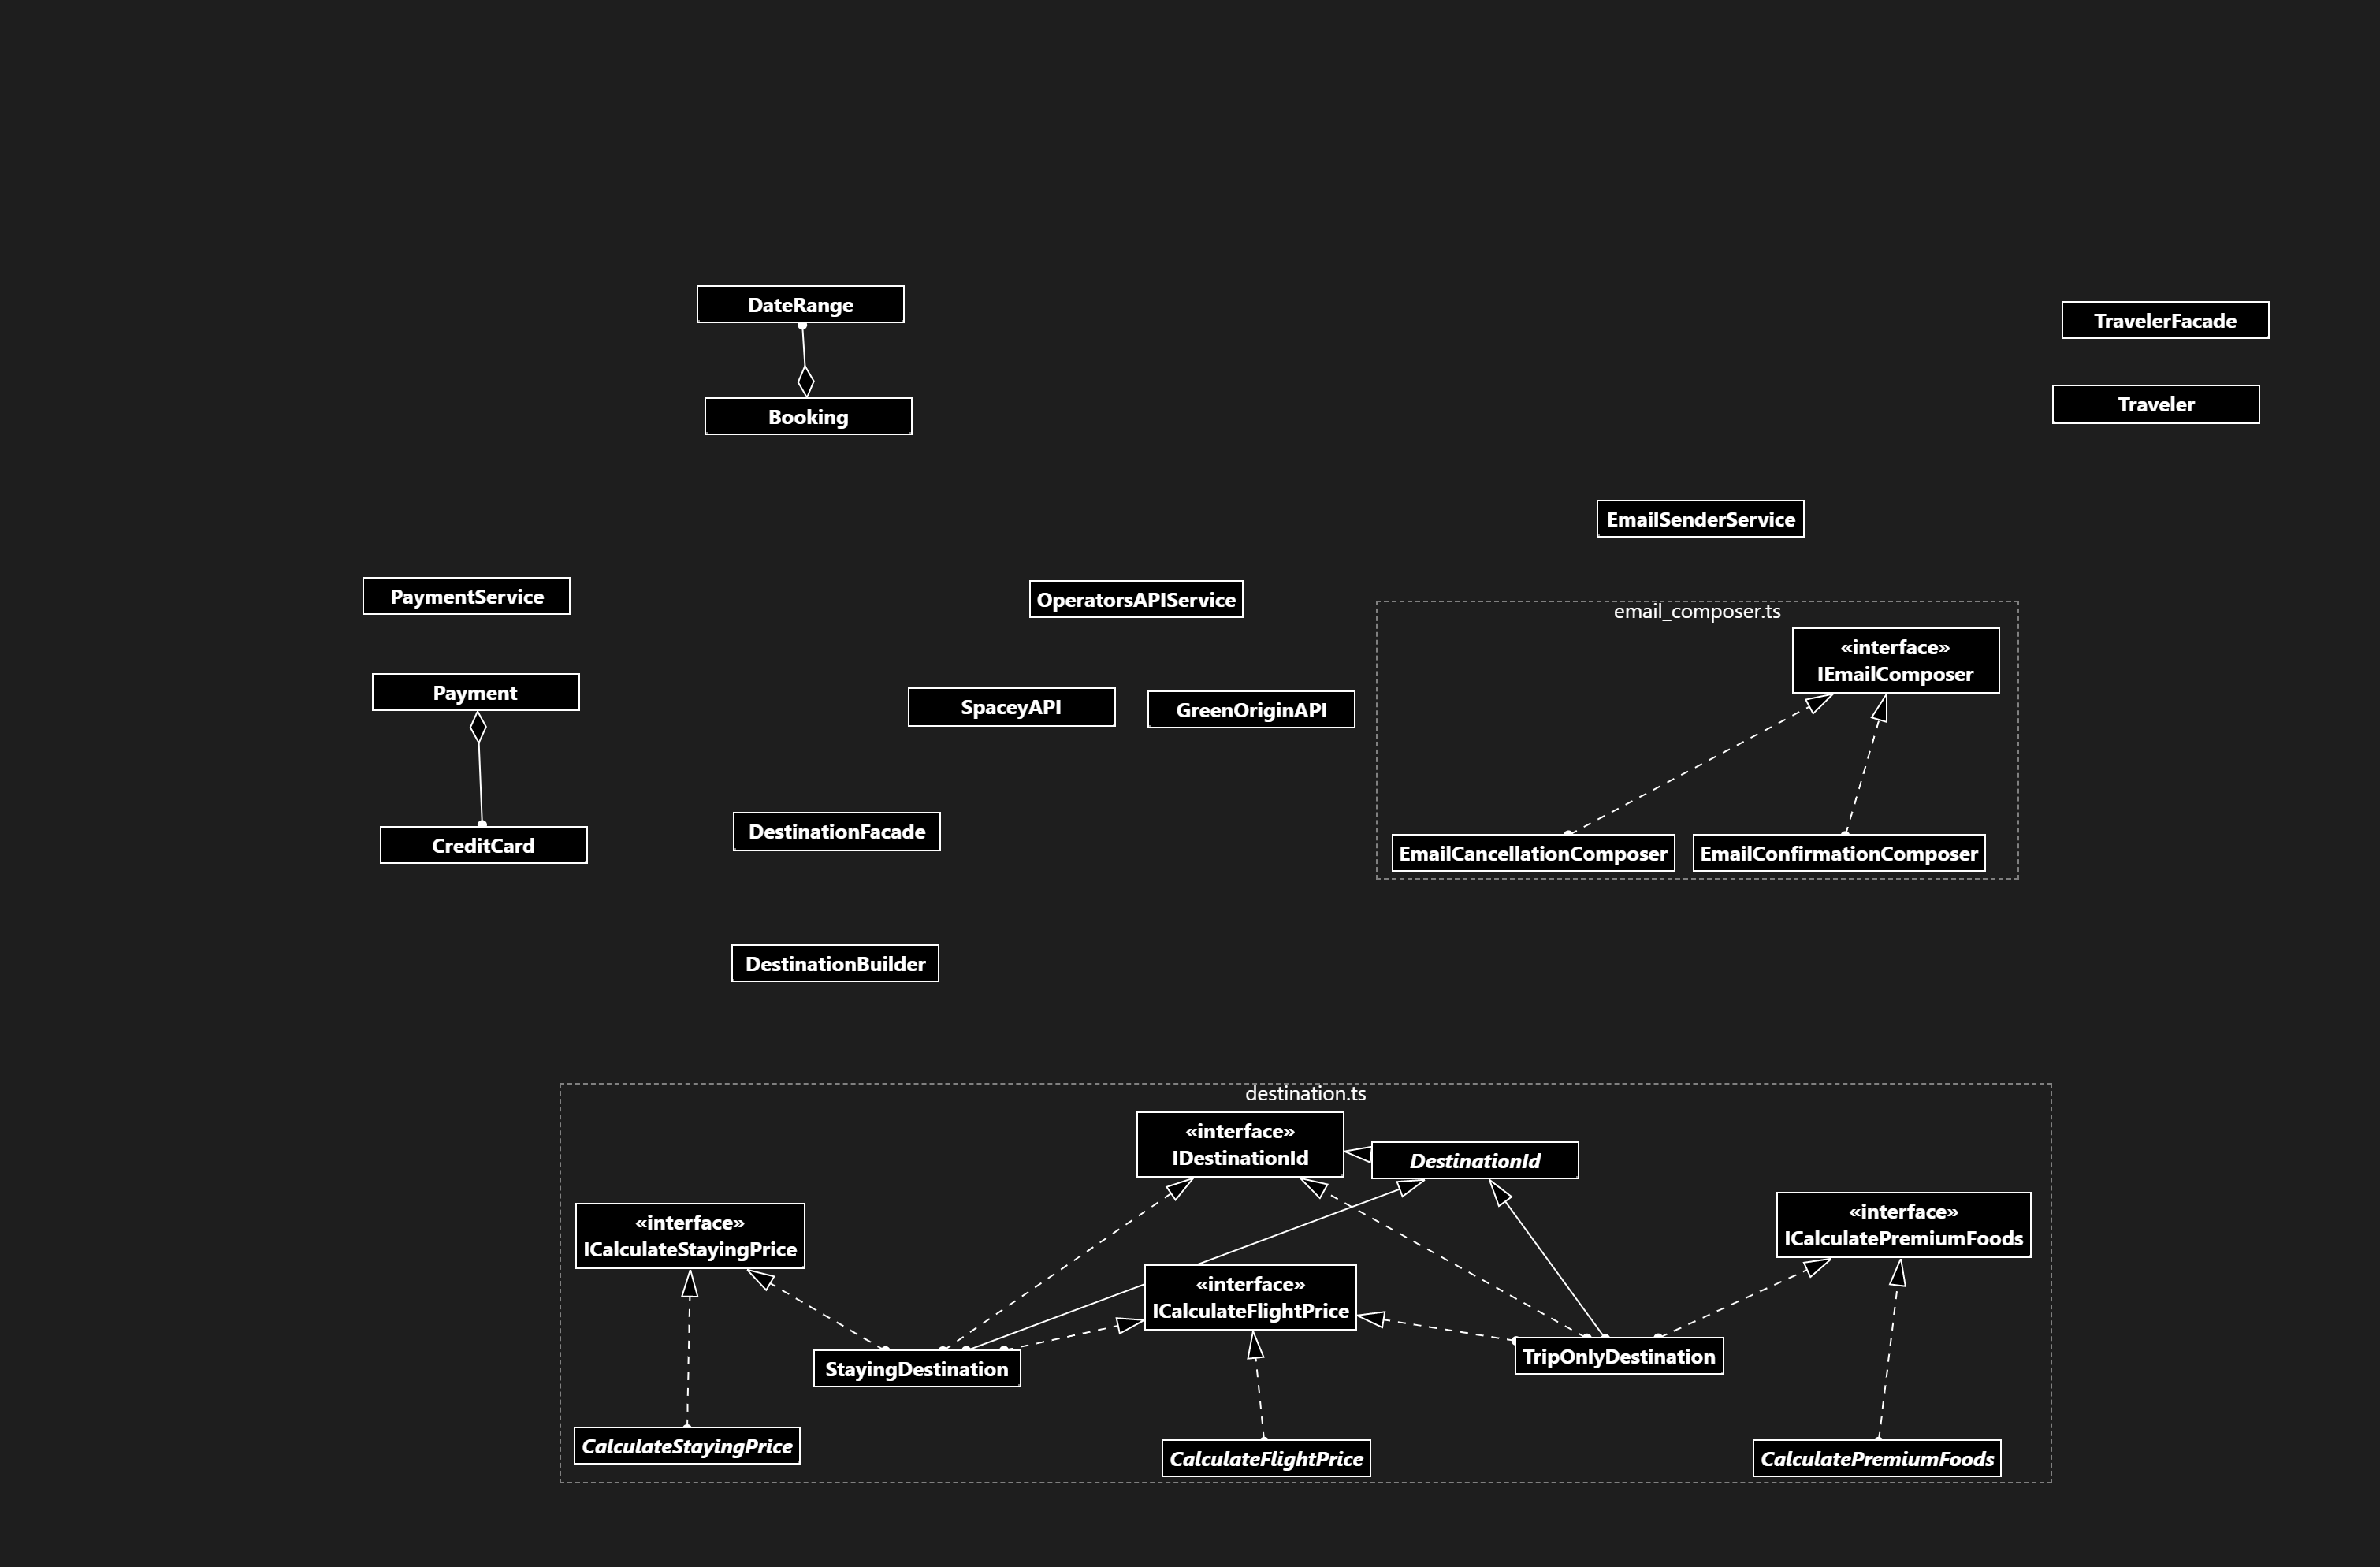 DateRange
TravelerFacade
Traveler
Booking
EmailSenderService
PaymentService
OperatorsAPIService
email_composer.ts
«interface»
IEmailComposer
Payment
SpaceyAPI
GreenOriginAPI
DestinationFacade
CreditCard
EmailCancellationComposer
EmailConfirmationComposer
DestinationBuilder
destination.ts
«interface»
IDestinationId
DestinationId
«interface»
ICalculateStayingPrice
«interface»
ICalculatePremiumFoods
«interface»
ICalculateFlightPrice
StayingDestination
TripOnlyDestination
CalculateStayingPrice
CalculateFlightPrice
CalculatePremiumFoods